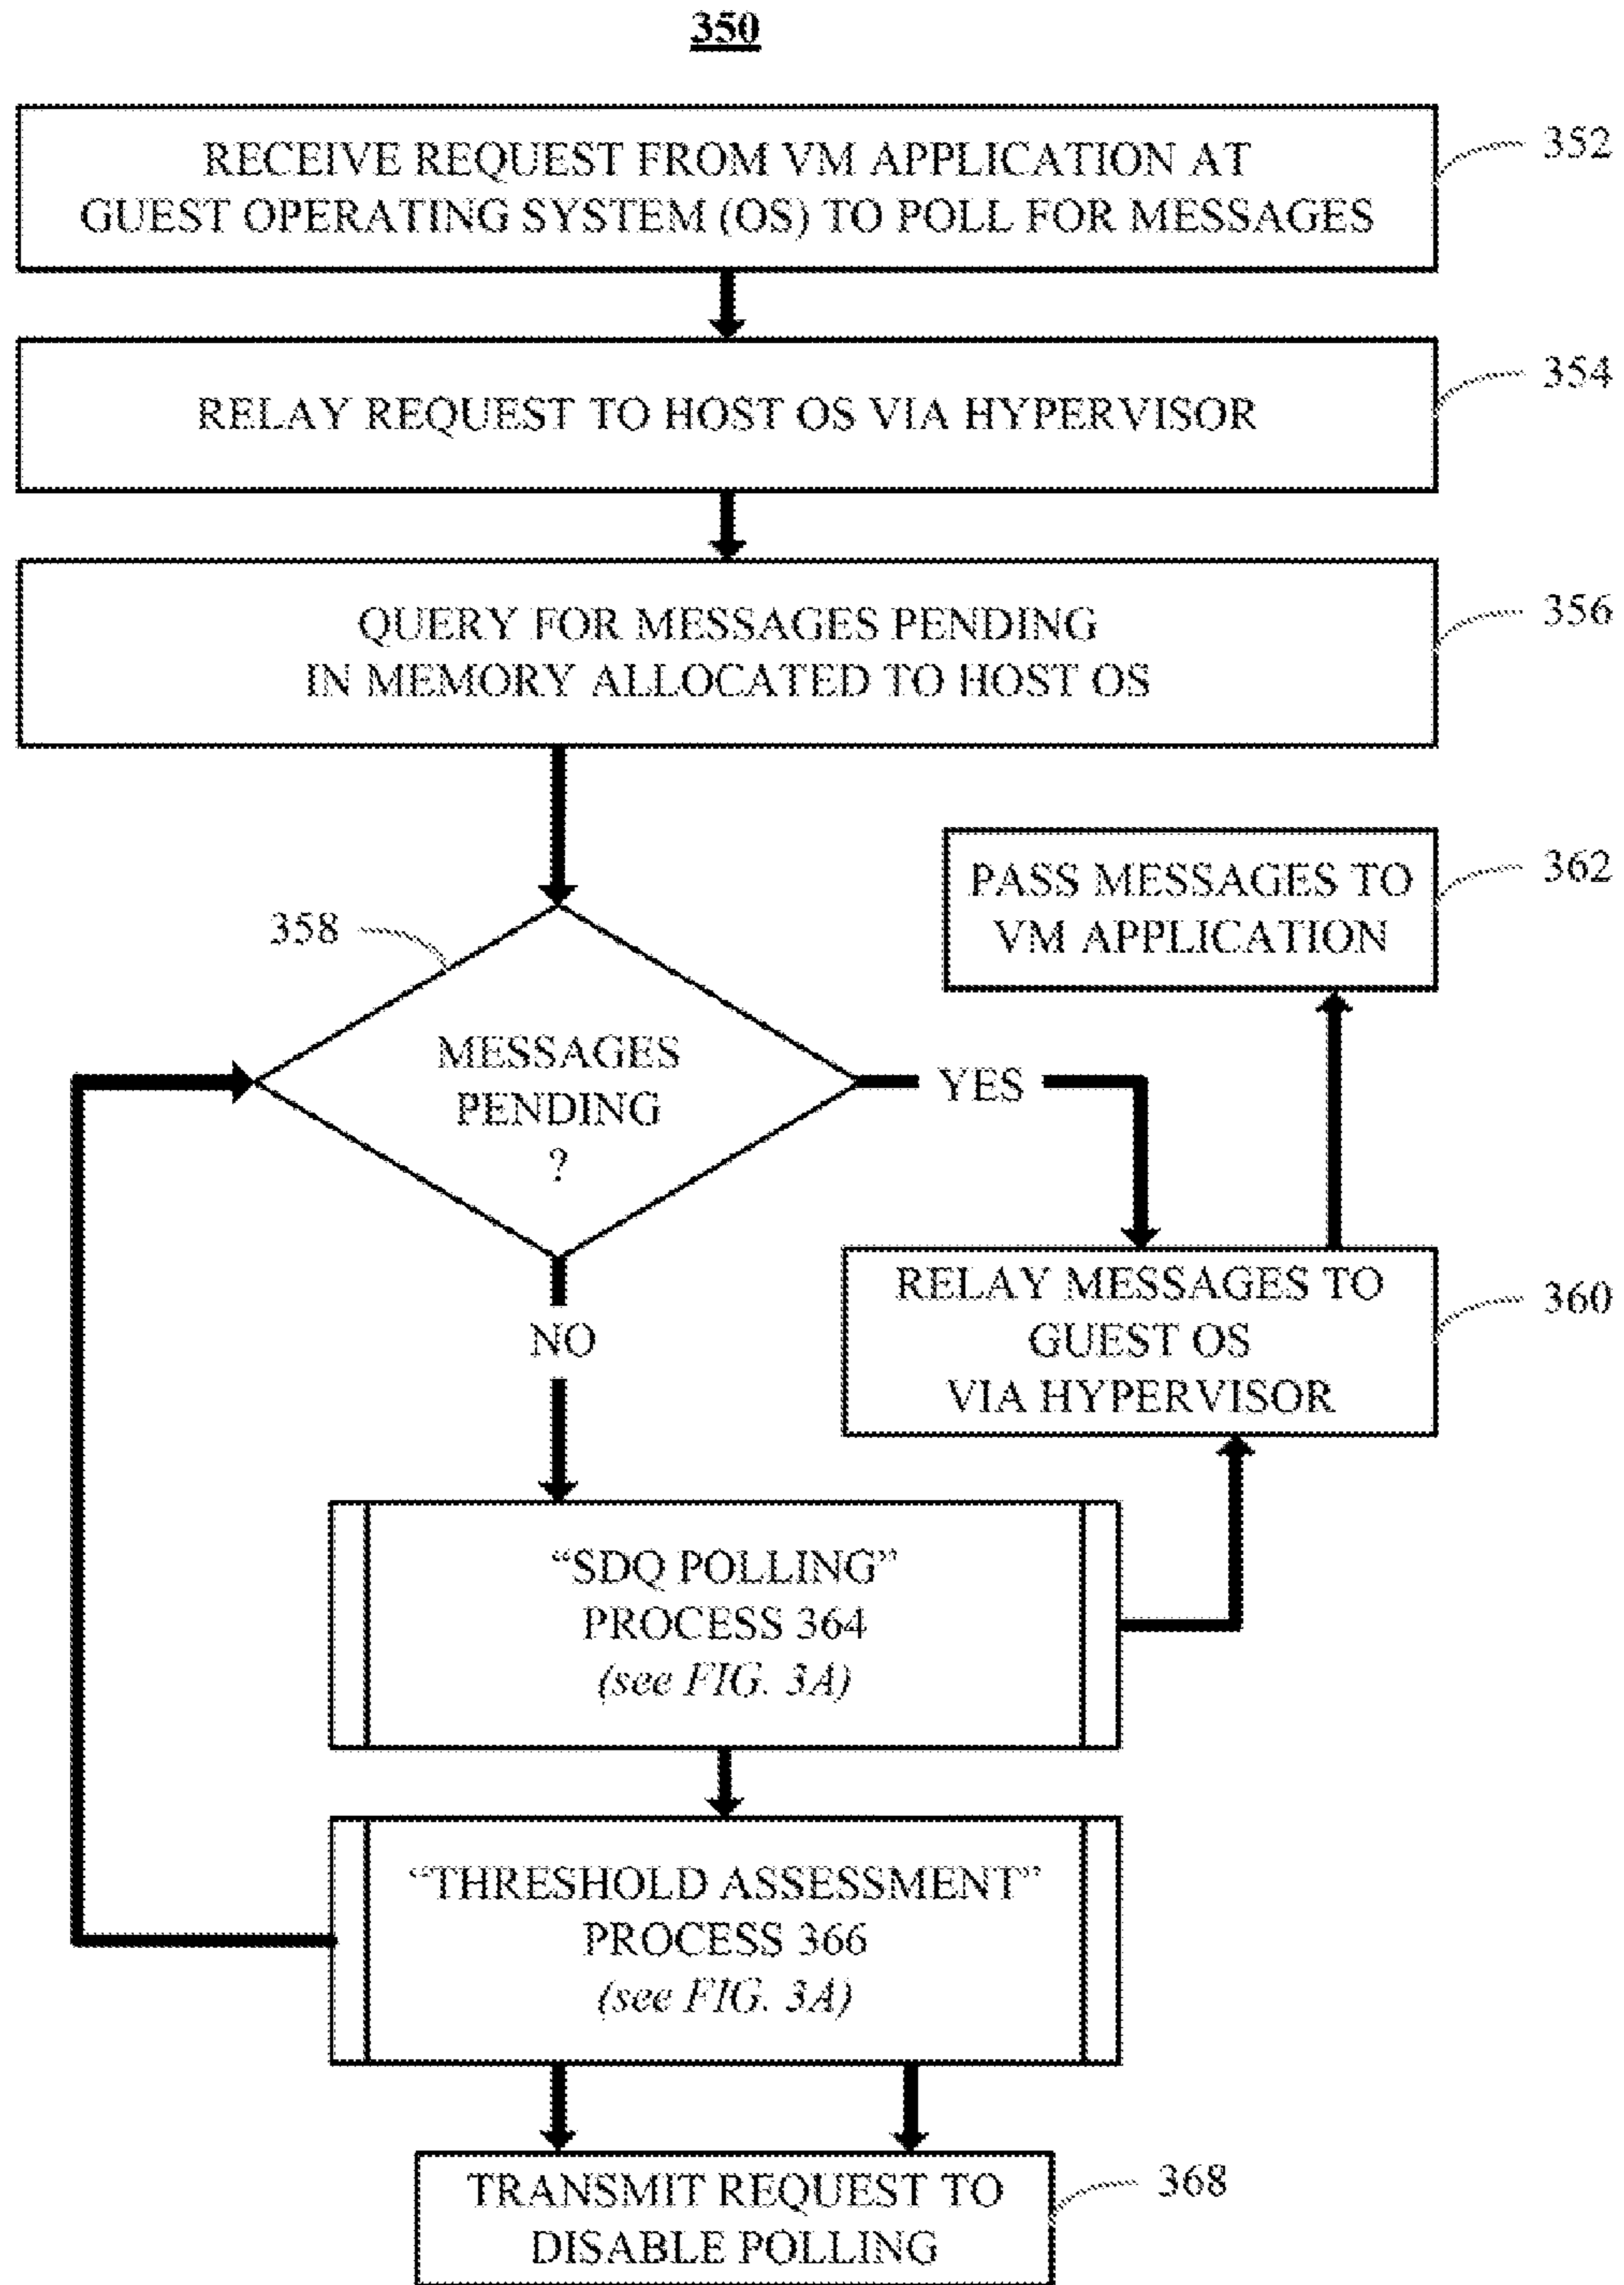 350
RECEIVE REQUEST FROM VM APPLICATION AT
GUEST OPERATING SYSTEM (OS) TO POLL FOR MESSAGES
352
RELAY REQUEST TO HOST OS VIA HYPERVISOR
354
QUERY FOR MESSAGES PENDING
IN MEMORY ALLOCATED TO HOST OS
356
PASS MESSAGES TO
VM APPLICATION
362
358
MESSAGES
PENDING
?
YES
NO
RELAY MESSAGES TO
GUEST OS
VIA HYPERVISOR
360
“SDQ POLLING”
PROCESS 364
(see FIG. 3A)
“THRESHOLD ASSESSMENT”
PROCESS 366
(see FIG. 3A)
TRANSMIT REQUEST TO
DISABLE POLLING
368